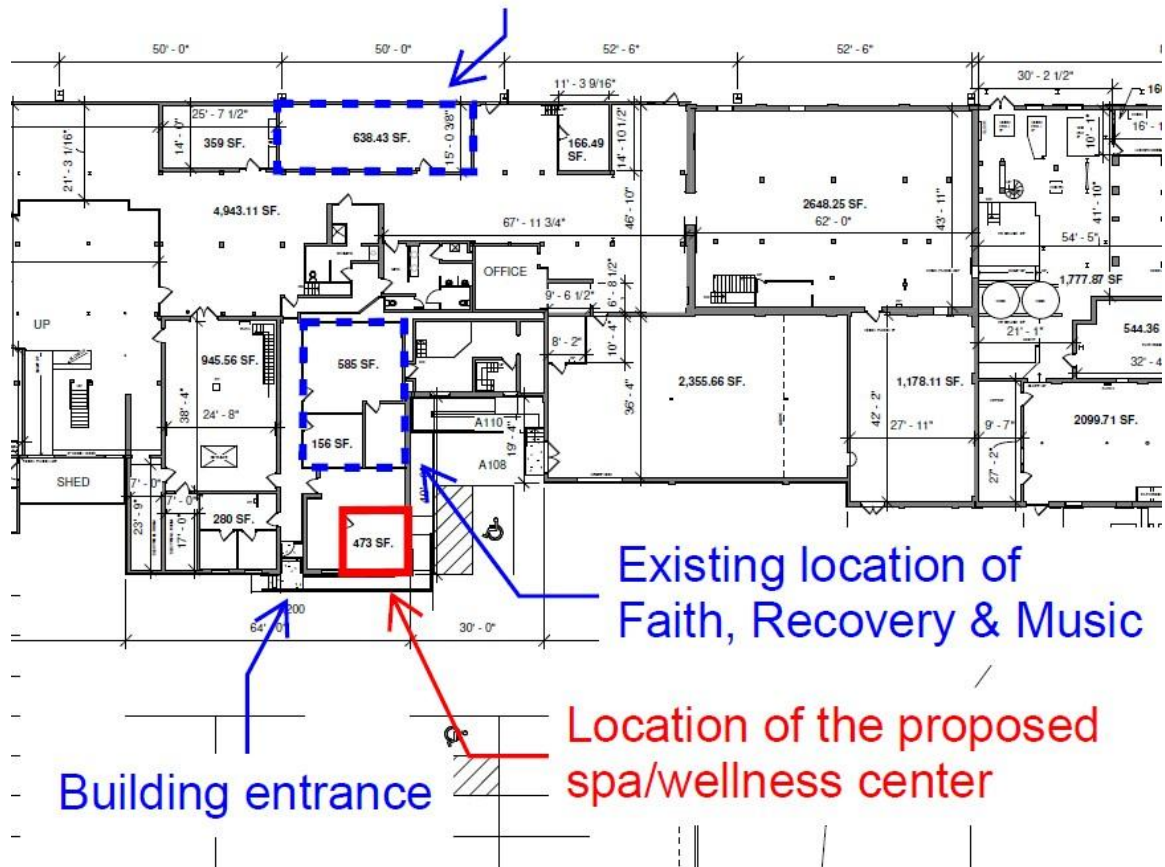 50' - 0"
50' - 0"
52' - 6"
52' - 6"
30' - 2 1/2"
11' - 3 9/16"
25' - 7 1/2"
14' - 0"
359 SF.
638.43 SF.
15' - 0 3/8"
166.49
SF.
14' - 10 1/2"
16' - 1
10' - 1"
21' - 3 1/16"
4,943.11 SF.
67' - 11 3/4"
46' - 10"
2648.25 SF.
62' - 0"
43' - 11"
41' - 10"
54' - 5"
1,777.87 SF
OFFICE
9' - 6 1/2"
6' - 8 1/2"
UP
945.56 SF.
38' - 4"
24' - 8"
585 SF.
156 SF.
8' - 2"
10' - 4"
36' - 4"
2,355.66 SF.
1,178.11 SF.
42' - 2"
27' - 11"
21' - 1"
544.36
32' - 4
2099.71 SF.
9' - 7"
27' - 2"
A110
19' - 4"
A108
SHED
7' - 0"
7' - 0"
23' - 9"
17' - 0"
280 SF.
473 SF.
200
64' - 0"
30' - 0"
Existing location of
Faith, Recovery & Music
Location of the proposed
spa/wellness center
Building entrance